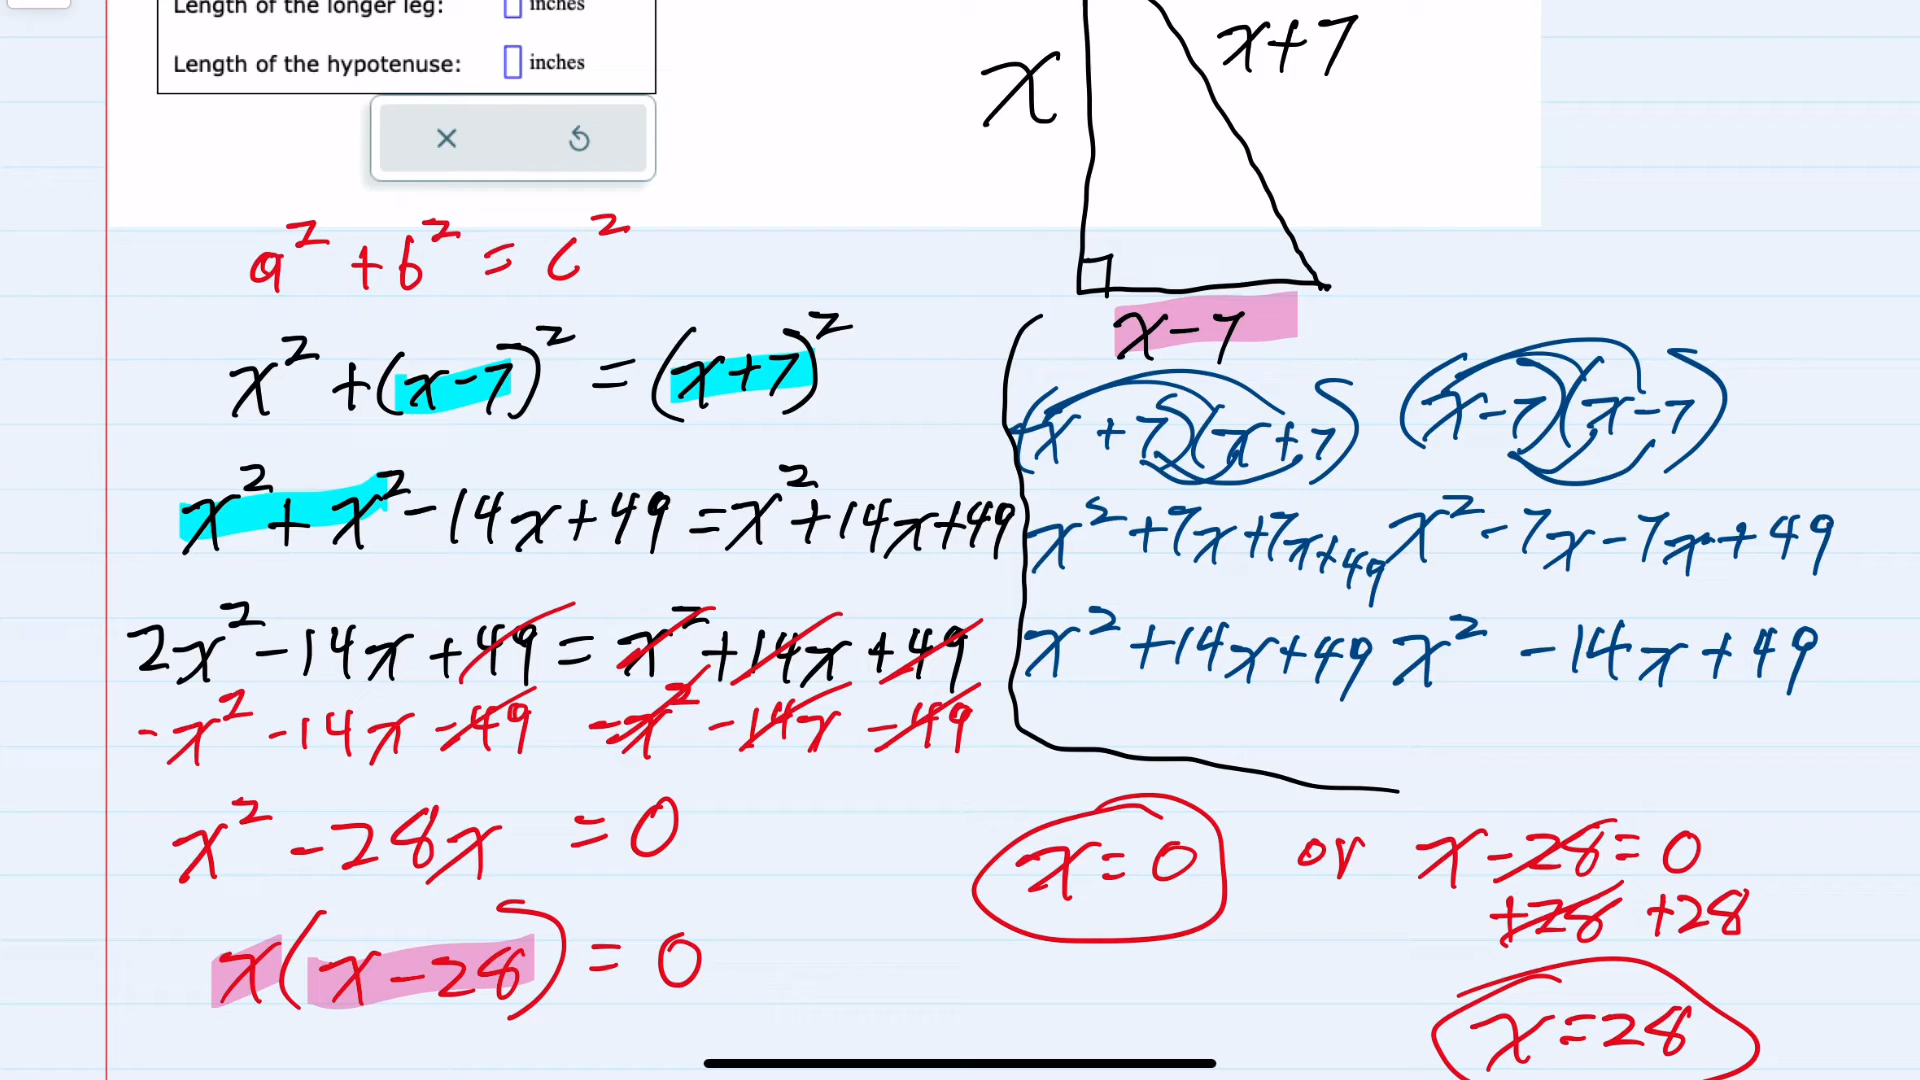 Length of the longer leg: inches
Length of the hypotenuse: inches
x
x+7
x-7
a² + b² = c²
x² + (x-7)² = (x+7)²
x² + x² - 14x + 49 = x² + 14x + 49
2x² - 14x + 49 = x² + 14x + 49
-x² - 14x - 49 -x² - 14x - 49
x² - 28x = 0
x(x-28) = 0
(x + 7)(x + 7)
x² + 7x + 7x + 49
x² + 14x + 49
(x-7)(x-7)
x² - 7x - 7x + 49
x² - 14x + 49
x = 0 or x - 28 = 0
+28 +28
x = 28